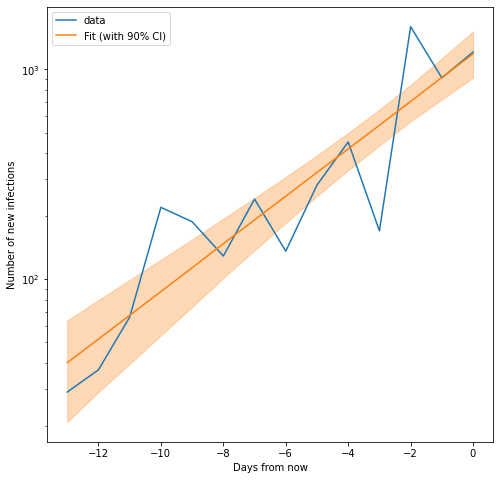 data
Fit (with 90% CI)
10³
10²
Number of new infections
−12 −10 −8 −6 −4 −2 0
Days from now